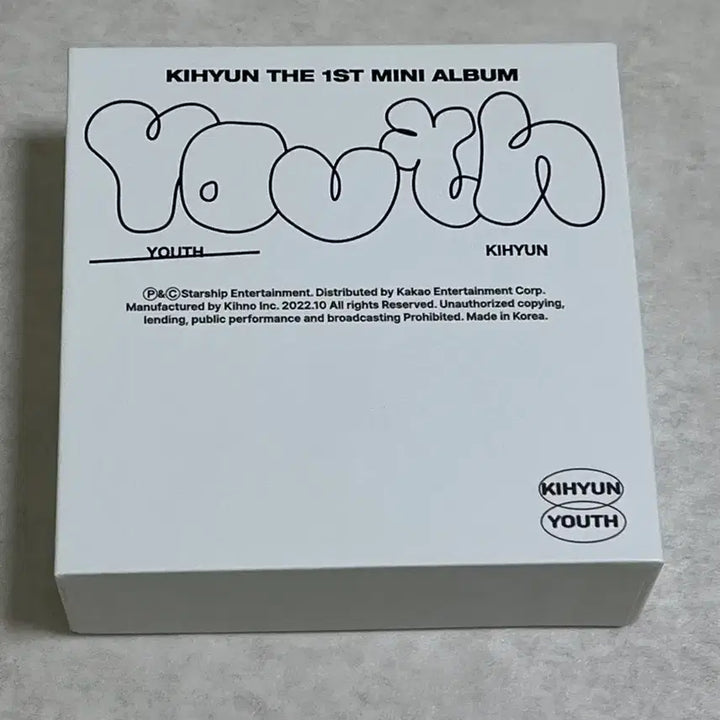 KIHYUN THE 1ST MINI ALBUM
Youth
YOUTH KIHYUN
Ⓟ&ⒸStarship Entertainment. Distributed by Kakao Entertainment Corp.
Manufactured by Kihno Inc. 2022.10 All rights Reserved. Unauthorized copying,
lending, public performance and broadcasting Prohibited. Made in Korea.
KIHYUN
YOUTH